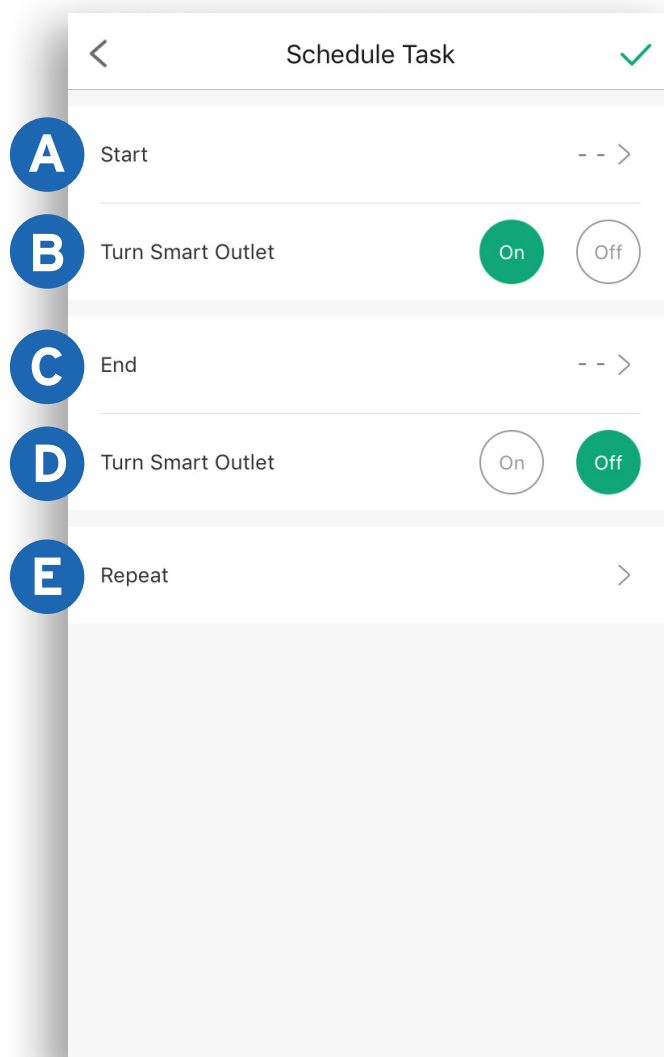 Schedule Task
A Start - -
B Turn Smart Outlet On Off
C End - -
D Turn Smart Outlet On Off
E Repeat